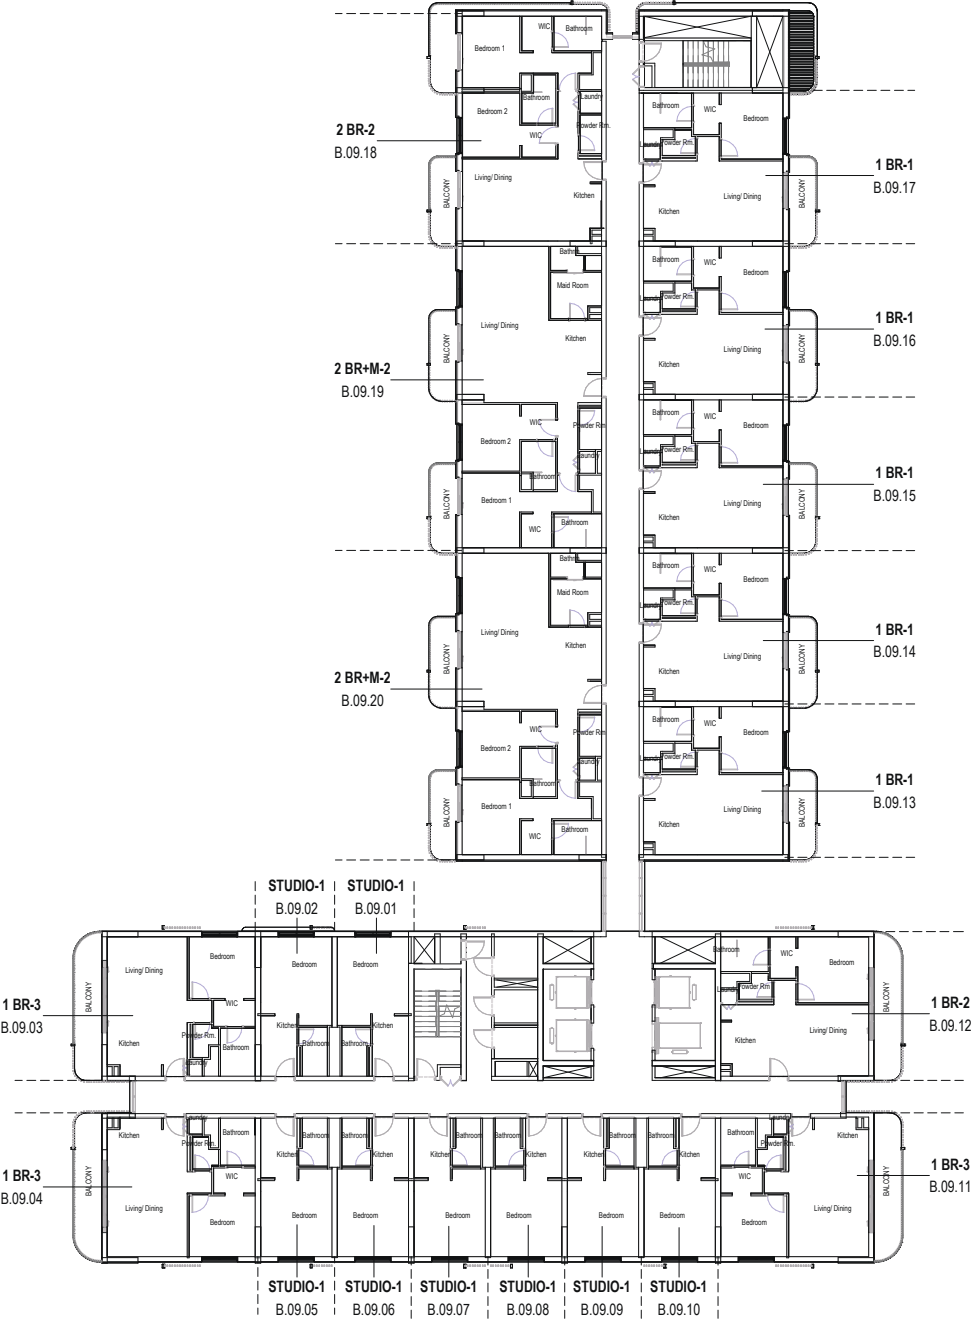 WIC
Bathroom
Bedroom 1
Bathroom
Laundry
Bedroom 2
Powder Rm.
WIC
2 BR-2
B.09.18
Living/ Dining
BALCONY
Kitchen
Bathroom
WIC
Bedroom
Laundry
Powder Rm.
1 BR-1
B.09.17
Living/ Dining
BALCONY
Kitchen
Maid Room
Living/ Dining
Kitchen
BALCONY
2 BR+M-2
B.09.19
WIC
Powder Rm.
Bedroom 2
Laundry
Bathroom
Bedroom 1
BALCONY
WIC
Bathroom
Bathroom
WIC
Bedroom
Laundry
Powder Rm.
1 BR-1
B.09.16
Living/ Dining
BALCONY
Kitchen
Bathroom
WIC
Bedroom
Laundry
Powder Rm.
1 BR-1
B.09.15
Living/ Dining
BALCONY
Kitchen
Maid Room
Living/ Dining
Kitchen
BALCONY
2 BR+M-2
B.09.20
WIC
Powder Rm.
Bedroom 2
Laundry
Bathroom
Bedroom 1
BALCONY
WIC
Bathroom
Bathroom
WIC
Bedroom
Laundry
Powder Rm.
1 BR-1
B.09.14
Living/ Dining
BALCONY
Kitchen
Bathroom
WIC
Bedroom
Laundry
Powder Rm.
1 BR-1
B.09.13
Living/ Dining
BALCONY
Kitchen
STUDIO-1
B.09.02
STUDIO-1
B.09.01
Living/ Dining
Bedroom
Bedroom
Bedroom
BALCONY
1 BR-3
B.09.03
WIC
Kitchen
Powder Rm.
Bathroom
Laundry
Kitchen
Bathroom
Bathroom
Kitchen
Bathroom
WIC
Bedroom
Laundry
Powder Rm.
BALCONY
1 BR-2
B.09.12
Living/ Dining
Kitchen
Kitchen
Laundry
Powder Rm.
Bathroom
WIC
1 BR-3
B.09.04
BALCONY
Living/ Dining
Bedroom
Bathroom
Kitchen
Bedroom
Bathroom
Kitchen
Bedroom
Bathroom
Kitchen
Bedroom
Bathroom
Kitchen
Bedroom
Bathroom
Kitchen
Bedroom
Bathroom
Kitchen
Bedroom
Bathroom
Laundry
Powder Rm.
Kitchen
WIC
Bedroom
Living/ Dining
BALCONY
1 BR-3
B.09.11
STUDIO-1
B.09.05
STUDIO-1
B.09.06
STUDIO-1
B.09.07
STUDIO-1
B.09.08
STUDIO-1
B.09.09
STUDIO-1
B.09.10